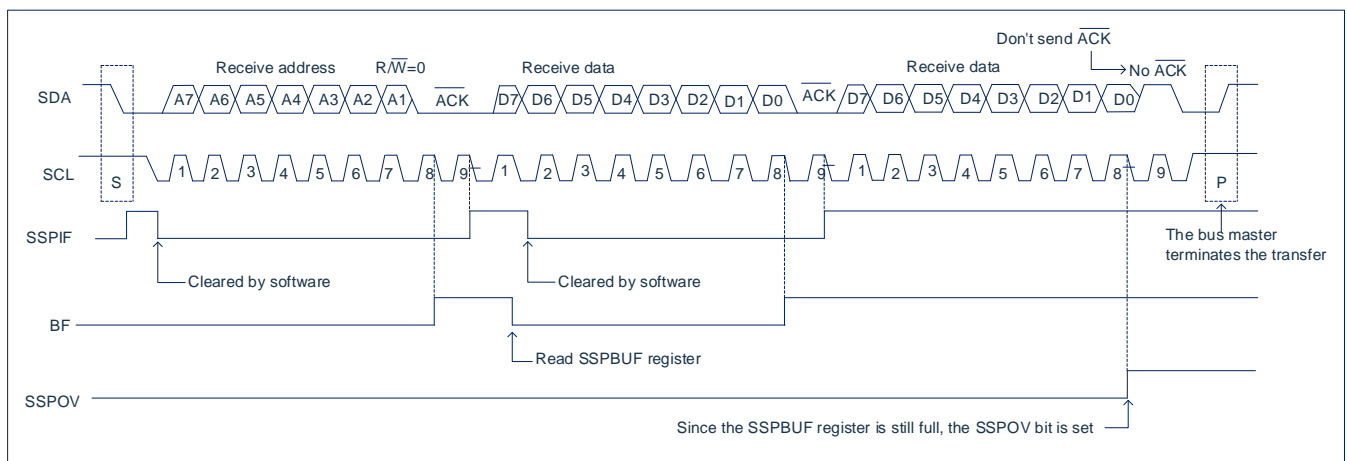 Don't send ACK
Receive address R/W=0 Receive data Receive data No ACK
SDA A7 A6 A5 A4 A3 A2 A1 ACK D7 D6 D5 D4 D3 D2 D1 D0 ACK D7 D6 D5 D4 D3 D2 D1 D0
SCL S 1 2 3 4 5 6 7 8 9 1 2 3 4 5 6 7 8 9 1 2 3 4 5 6 7 8 9 P
SSPIF
The bus master
terminates the transfer
Cleared by software Cleared by software
BF
Read SSPBUF register
SSPOV
Since the SSPBUF register is still full, the SSPOV bit is set